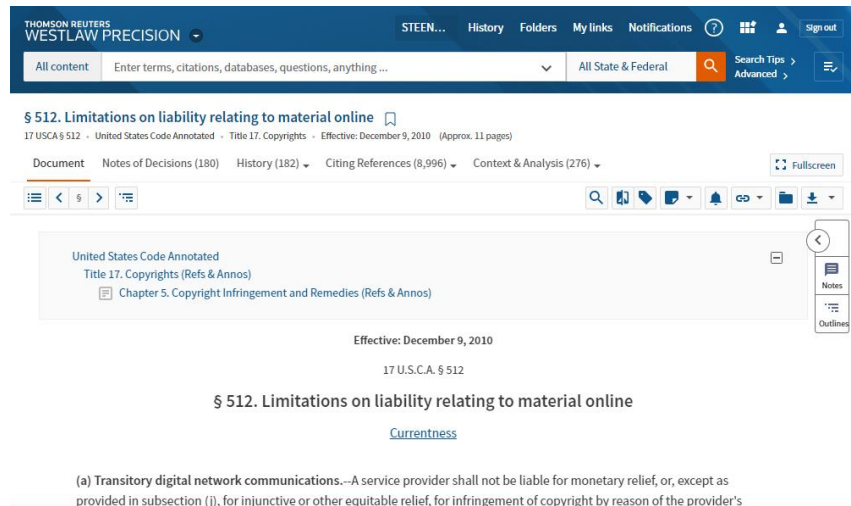 THOMSON REUTERS
WESTLAW PRECISION
STEEN... History Folders My links Notifications ? Sign out
All content Enter terms, citations, databases, questions, anything ... All State & Federal Search Tips >
Advanced >
§ 512. Limitations on liability relating to material online
17 USCA § 512 • United States Code Annotated • Title 17. Copyrights • Effective: December 9, 2010 (Approx. 11 pages)
Document Notes of Decisions (180) History (182) Citing References (8,996) Context & Analysis (276) Fullscreen
§
United States Code Annotated
Title 17. Copyrights (Refs & Annos)
Chapter 5. Copyright Infringement and Remedies (Refs & Annos)
Notes
Outlines
Effective: December 9, 2010
17 U.S.C.A. § 512
§ 512. Limitations on liability relating to material online
Currentness
(a) Transitory digital network communications.--A service provider shall not be liable for monetary relief, or, except as
provided in subsection (j), for injunctive or other equitable relief, for infringement of copyright by reason of the provider's